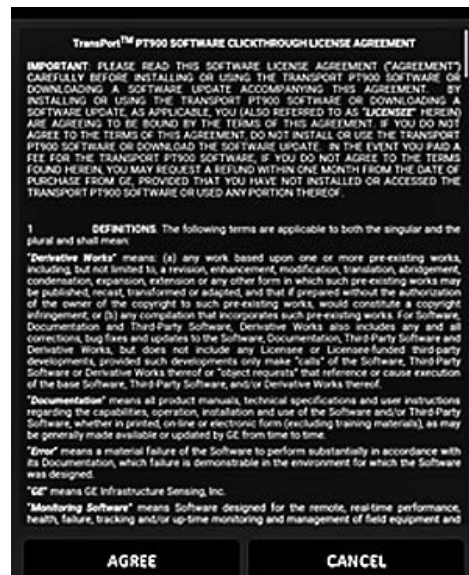 TransPort™ PT900 SOFTWARE CLICKTHROUGH LICENSE AGREEMENT
IMPORTANT: PLEASE READ THIS SOFTWARE LICENSE AGREEMENT ("AGREEMENT")
CAREFULLY BEFORE INSTALLING OR USING THE TRANSPORT PT900 SOFTWARE OR
DOWNLOADING A SOFTWARE UPDATE ACCOMPANYING THIS AGREEMENT. BY
INSTALLING OR USING THE TRANSPORT PT900 SOFTWARE OR DOWNLOADING A
SOFTWARE UPDATE, AS APPLICABLE, YOU (ALSO REFERRED TO AS "LICENSEE" HEREIN)
ARE AGREEING TO BE BOUND BY THE TERMS OF THIS AGREEMENT. IF YOU DO NOT
AGREE TO THE TERMS OF THIS AGREEMENT, DO NOT INSTALL OR USE THE TRANSPORT
PT900 SOFTWARE OR DOWNLOAD THE SOFTWARE UPDATE. IN THE EVENT YOU PAID A
FEE FOR THE TRANSPORT PT900 SOFTWARE, IF YOU DO NOT AGREE TO THE TERMS
FOUND HEREIN, YOU MAY REQUEST A REFUND WITHIN ONE MONTH FROM THE DATE OF
PURCHASE FROM GE, PROVIDED THAT YOU HAVE NOT INSTALLED OR ACCESSED THE
TRANSPORT PT900 SOFTWARE OR USED ANY PORTION THEREOF.
1 DEFINITIONS. The following terms are applicable to both the singular and the
plural and shall mean:
"Derivative Works" means: (a) any work based upon one or more pre-existing works,
including, but not limited to, a revision, enhancement, modification, translation, abridgement,
condensation, expansion, extension or any other form in which such pre-existing works may
be published, recast, transformed or adapted, and that if prepared without the authorization
of the owner of the copyright to such pre-existing works, would constitute a copyright
infringement; or (b) any compilation that incorporates such pre-existing works. For Software,
Documentation and Third-Party Software, Derivative Works also includes any and all
corrections, bug fixes and updates to the Software, Documentation, Third-Party Software and
Derivative Works, but does not include any Licensee or Licensee-funded third-party
developments, provided such developments only make "calls" of the Software, Third-Party
Software or Derivative Works thereof or "object requests" that reference or cause execution
of the base Software, Third-Party Software, and/or Derivative Works thereof.
"Documentation" means all product manuals, technical specifications and user instructions
regarding the capabilities, operation, installation and use of the Software and/or Third-Party
Software, whether in printed, on-line or electronic form (excluding training materials), as may
be generally made available or updated by GE from time to time.
"Error" means a material failure of the Software to perform substantially in accordance with
its Documentation, which failure is demonstrable in the environment for which the Software
was designed.
"GE" means GE Infrastructure Sensing, Inc.
"Monitoring Software" means Software designed for the remote, real-time performance,
health, failure, tracking and/or up-time monitoring and management of field equipment and
AGREE CANCEL